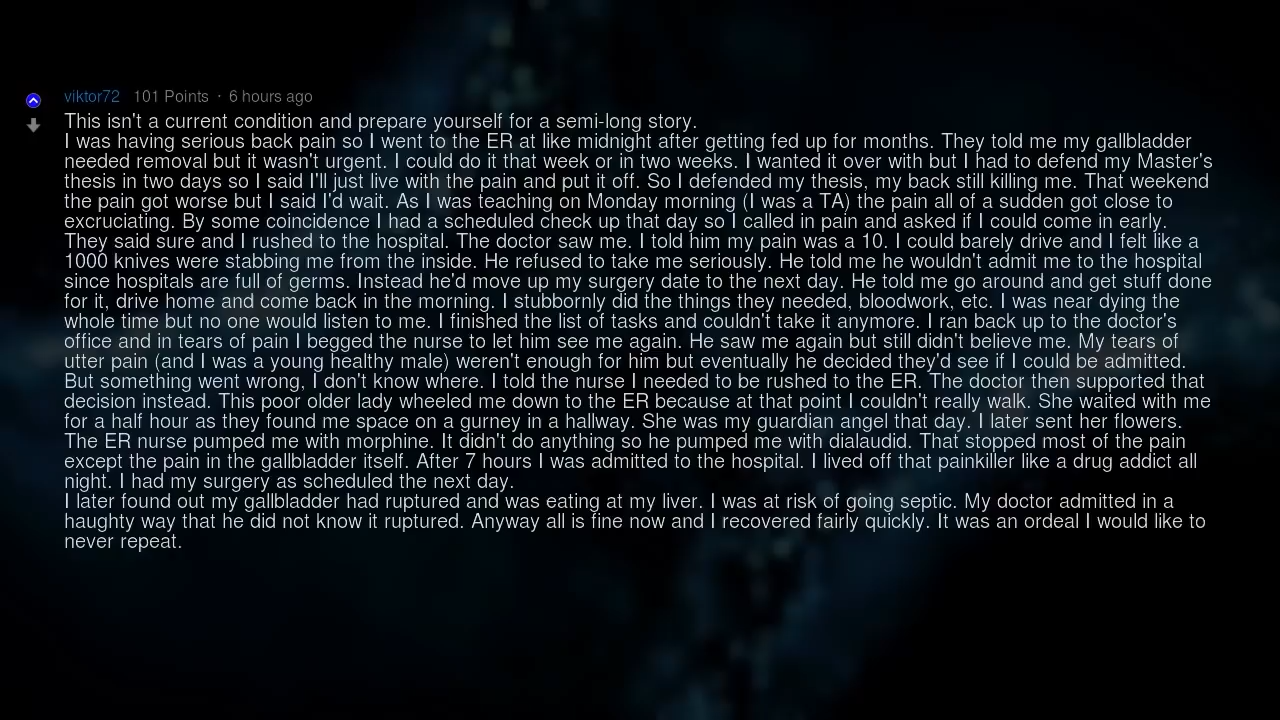 viktor72 101 Points · 6 hours ago
This isn't a current condition and prepare yourself for a semi-long story.
I was having serious back pain so I went to the ER at like midnight after getting fed up for months. They told me my gallbladder
needed removal but it wasn't urgent. I could do it that week or in two weeks. I wanted it over with but I had to defend my Master's
thesis in two days so I said I'll just live with the pain and put it off. So I defended my thesis, my back still killing me. That weekend
the pain got worse but I said I'd wait. As I was teaching on Monday morning (I was a TA) the pain all of a sudden got close to
excruciating. By some coincidence I had a scheduled check up that day so I called in pain and asked if I could come in early.
They said sure and I rushed to the hospital. The doctor saw me. I told him my pain was a 10. I could barely drive and I felt like a
1000 knives were stabbing me from the inside. He refused to take me seriously. He told me he wouldn't admit me to the hospital
since hospitals are full of germs. Instead he'd move up my surgery date to the next day. He told me go around and get stuff done
for it, drive home and come back in the morning. I stubbornly did the things they needed, bloodwork, etc. I was near dying the
whole time but no one would listen to me. I finished the list of tasks and couldn't take it anymore. I ran back up to the doctor's
office and in tears of pain I begged the nurse to let him see me again. He saw me again but still didn't believe me. My tears of
utter pain (and I was a young healthy male) weren't enough for him but eventually he decided they'd see if I could be admitted.
But something went wrong, I don't know where. I told the nurse I needed to be rushed to the ER. The doctor then supported that
decision instead. This poor older lady wheeled me down to the ER because at that point I couldn't really walk. She waited with me
for a half hour as they found me space on a gurney in a hallway. She was my guardian angel that day. I later sent her flowers.
The ER nurse pumped me with morphine. It didn't do anything so he pumped me with dialaudid. That stopped most of the pain
except the pain in the gallbladder itself. After 7 hours I was admitted to the hospital. I lived off that painkiller like a drug addict all
night. I had my surgery as scheduled the next day.
I later found out my gallbladder had ruptured and was eating at my liver. I was at risk of going septic. My doctor admitted in a
haughty way that he did not know it ruptured. Anyway all is fine now and I recovered fairly quickly. It was an ordeal I would like to
never repeat.